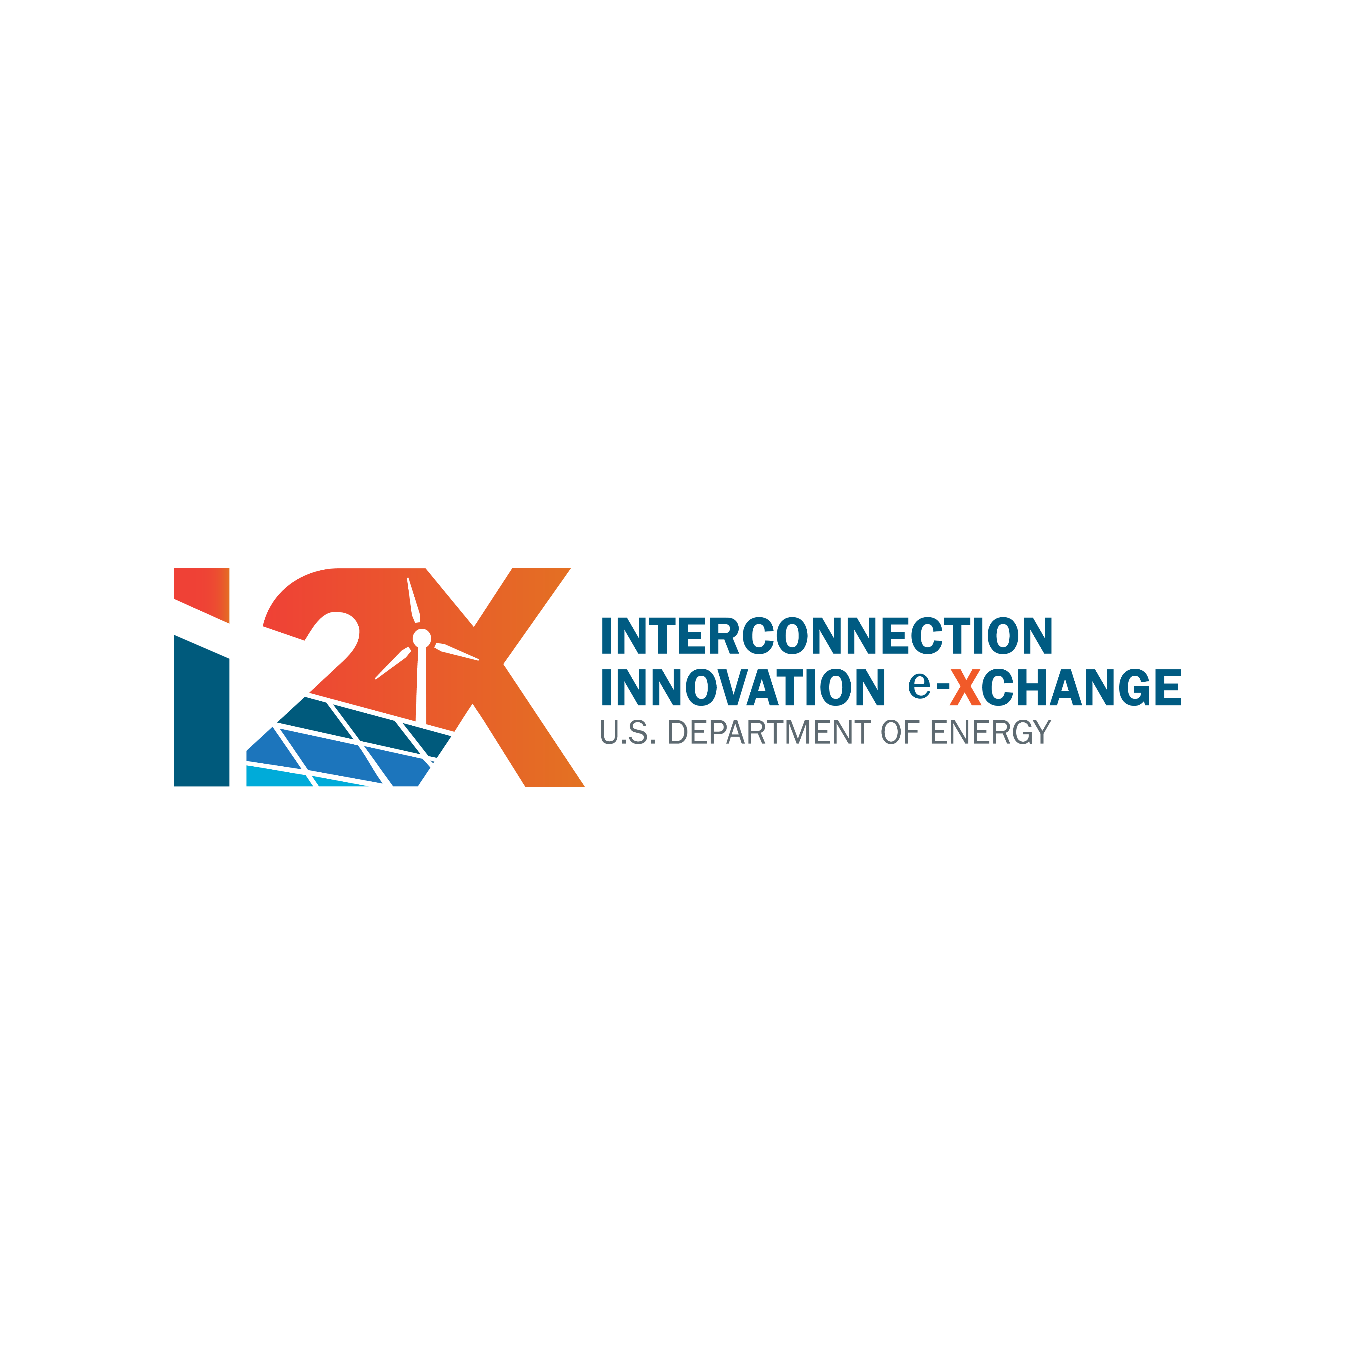 i2X
INTERCONNECTION
INNOVATION e-XCHANGE
U.S. DEPARTMENT OF ENERGY